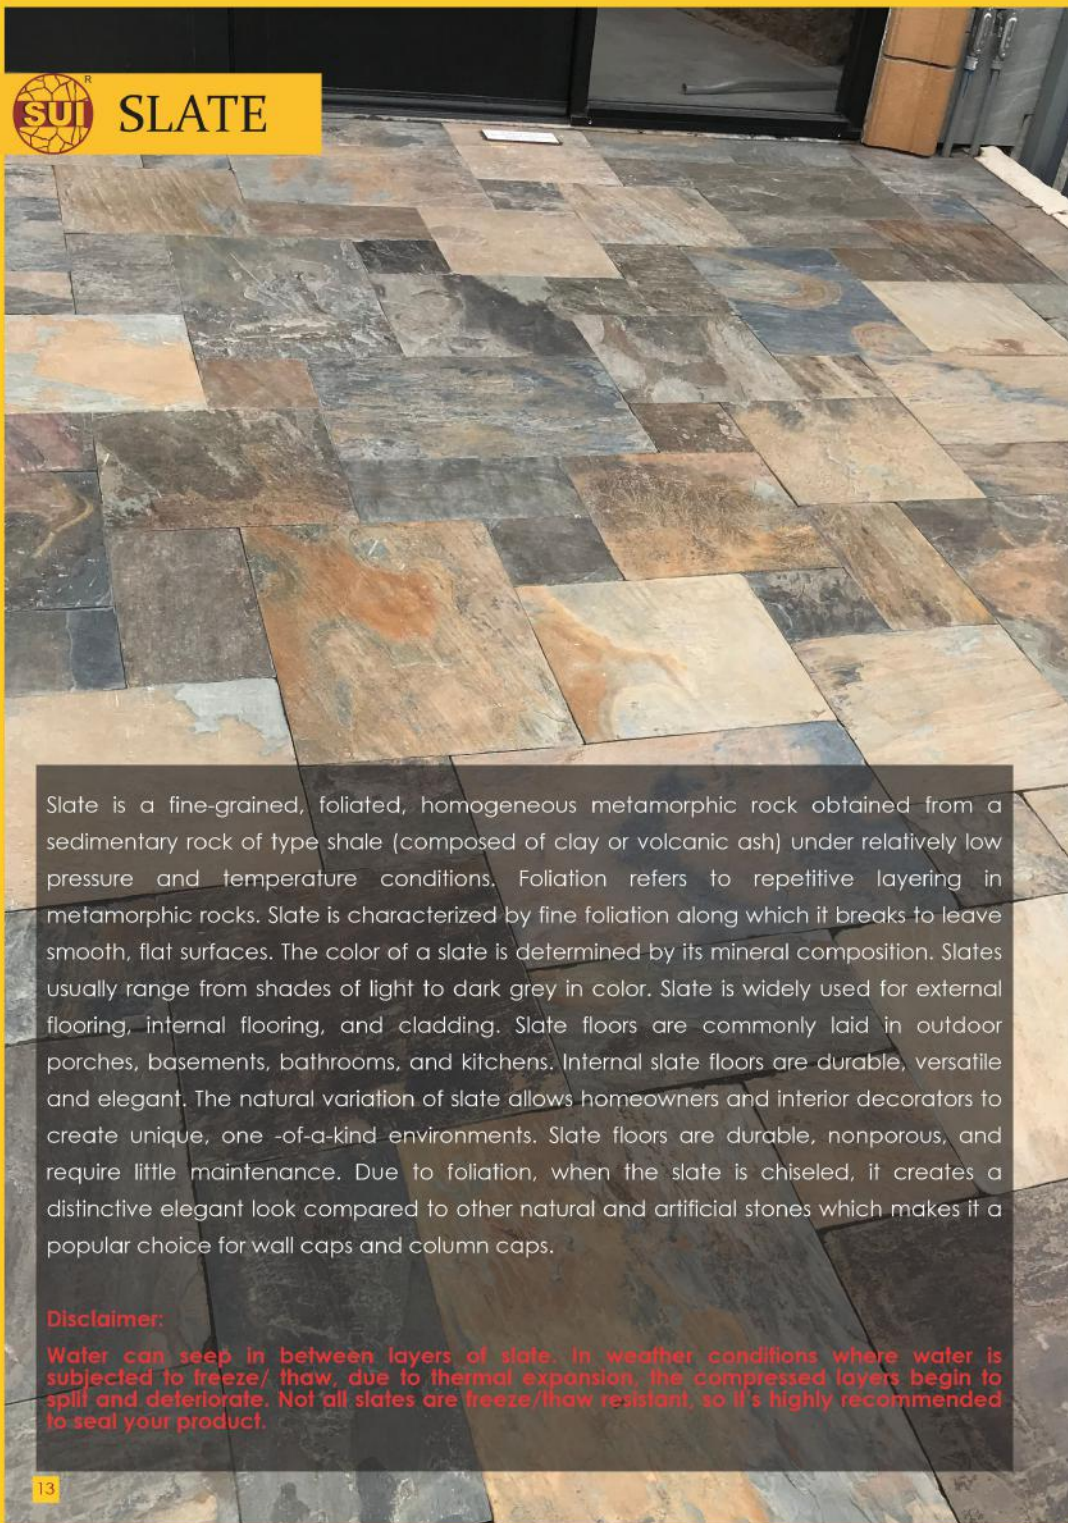 SUI
R
SLATE
Slate is a fine-grained, foliated, homogeneous metamorphic rock obtained from a
sedimentary rock of type shale (composed of clay or volcanic ash) under relatively low
pressure and temperature conditions. Foliation refers to repetitive layering in
metamorphic rocks. Slate is characterized by fine foliation along which it breaks to leave
smooth, flat surfaces. The color of a slate is determined by its mineral composition. Slates
usually range from shades of light to dark grey in color. Slate is widely used for external
flooring, internal flooring, and cladding. Slate floors are commonly laid in outdoor
porches, basements, bathrooms, and kitchens. Internal slate floors are durable, versatile
and elegant. The natural variation of slate allows homeowners and interior decorators to
create unique, one -of-a-kind environments. Slate floors are durable, nonporous, and
require little maintenance. Due to foliation, when the slate is chiseled, it creates a
distinctive elegant look compared to other natural and artificial stones which makes it a
popular choice for wall caps and column caps.
Disclaimer:
Water can seep in between layers of slate. In weather conditions where water is
subjected to freeze/ thaw, due to thermal expansion, the compressed layers begin to
split and deteriorate. Not all slates are freeze/thaw resistant, so it's highly recommended
to seal your product.
13